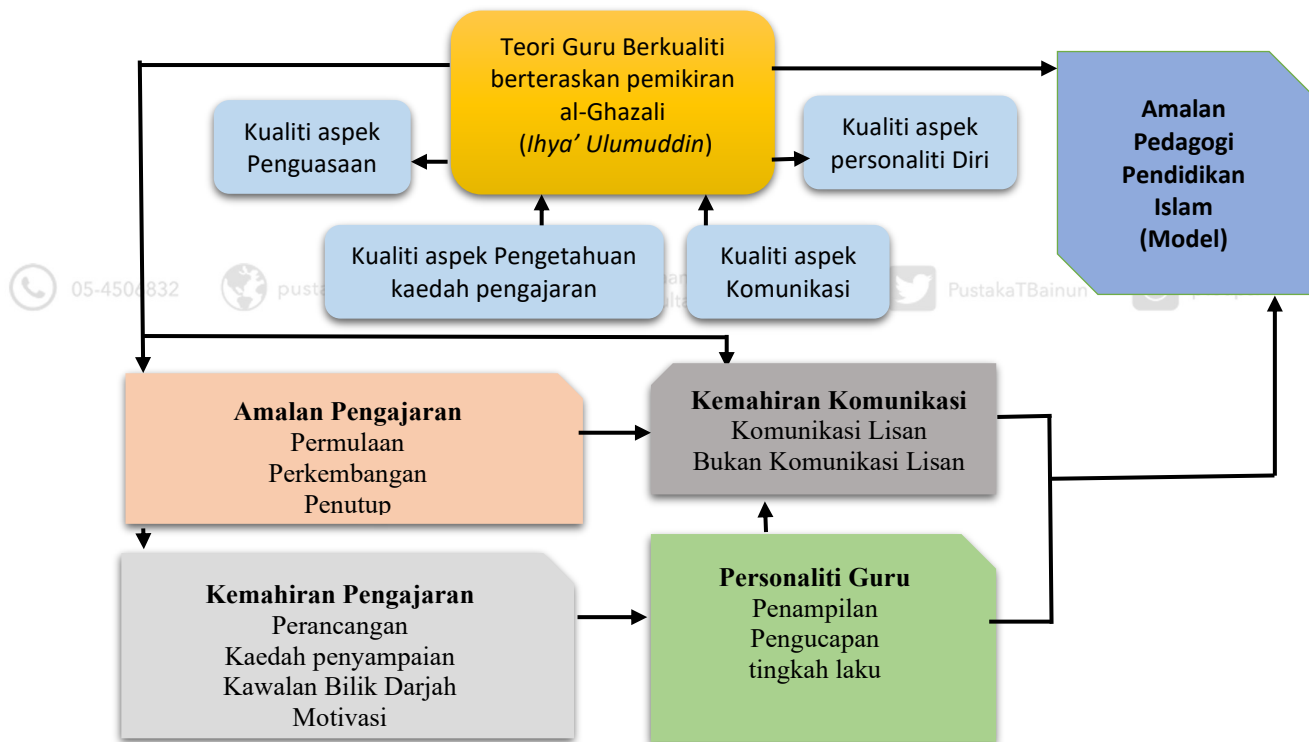 Teori Guru Berkualiti
berteraskan pemikiran
al-Ghazali
(Ihya’ Ulumuddin)
Kualiti aspek
Penguasaan
Kualiti aspek
personaliti Diri
Amalan
Pedagogi
Pendidikan
Islam
(Model)
Kualiti aspek Pengetahuan
kaedah pengajaran
Kualiti aspek
Komunikasi
05-4506832
PustakaTBainun
Amalan Pengajaran
Permulaan
Perkembangan
Penutup
Kemahiran Komunikasi
Komunikasi Lisan
Bukan Komunikasi Lisan
Kemahiran Pengajaran
Perancangan
Kaedah penyampaian
Kawalan Bilik Darjah
Motivasi
Personaliti Guru
Penampilan
Pengucapan
tingkah laku